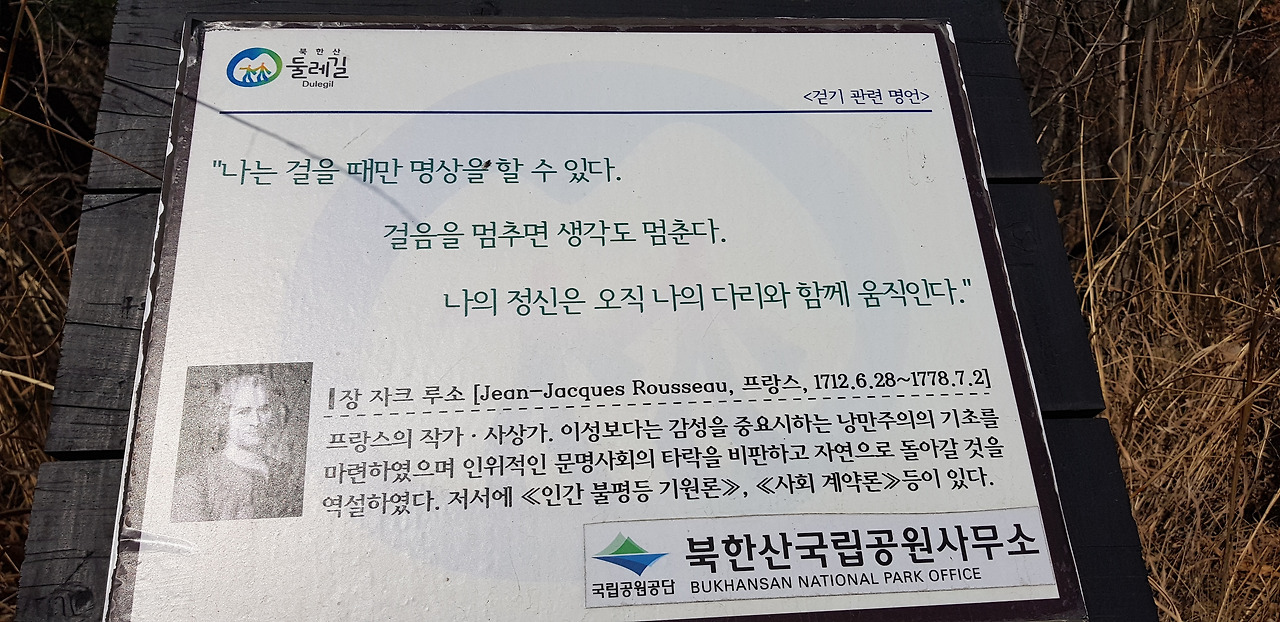 북한산
둘레길
Dulegil
<걷기 관련 명언>
"나는 걸을 때만 명상을 할 수 있다.
걸음을 멈추면 생각도 멈춘다.
나의 정신은 오직 나의 다리와 함께 움직인다."
장 자크 루소 [Jean-Jacques Rousseau, 프랑스, 1712.6.28~1778.7.2]
프랑스의 작가 · 사상가. 이성보다는 감성을 중요시하는 낭만주의의 기초를
마련하였으며 인위적인 문명사회의 타락을 비판하고 자연으로 돌아갈 것을
역설하였다. 저서에 ≪인간 불평등 기원론≫, ≪사회 계약론≫등이 있다.
국립공원공단
북한산국립공원사무소
BUKHANSAN NATIONAL PARK OFFICE